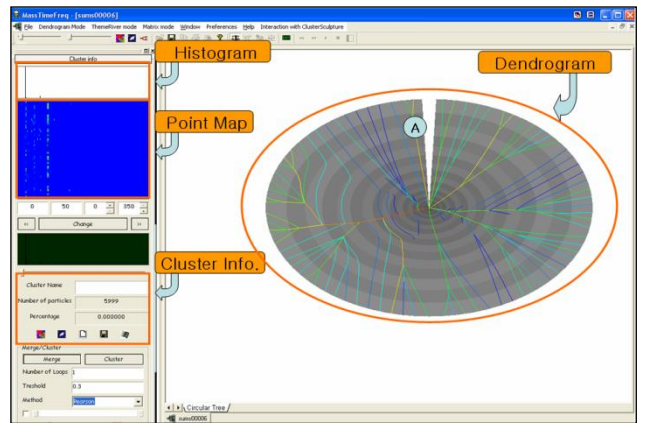 MassTimeFreq - [sums00006]
File Dendrogram Mode ThemeRiver mode Matrix mode Window Preferences Help Interaction with ClusterSculpture
Cluster info
Histogram
Dendrogram
Point Map
A
0 50 0 350
<< Change >>
Cluster Info.
Cluster Name
Number of particles 5999
Percentage 0.000000
Merge/Cluster
Merge Cluster
Number of Loops 1
Treshold 0.3
Method Pearson
Circular Tree
sums00006